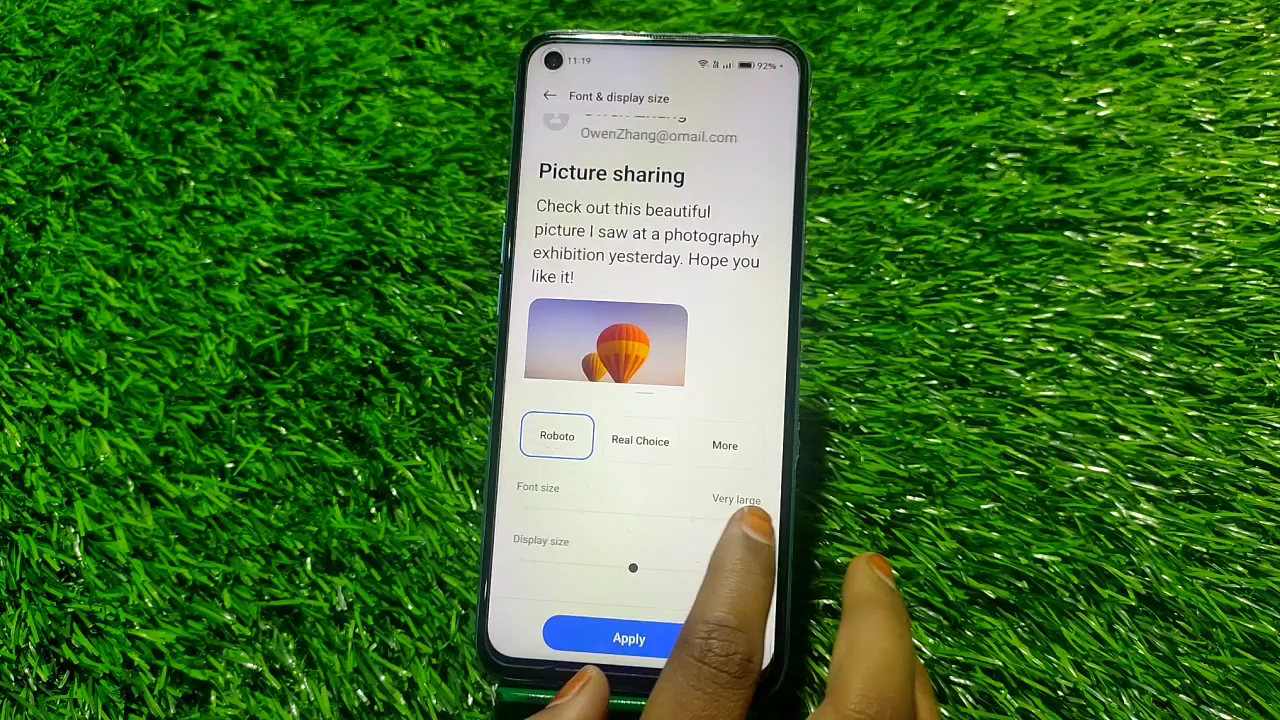 11:19
92%
Font & display size
OwenZhang@omail.com
Picture sharing
Check out this beautiful
picture I saw at a photography
exhibition yesterday. Hope you
like it!
Roboto
Real Choice
More
Font size
Very large
Display size
Apply